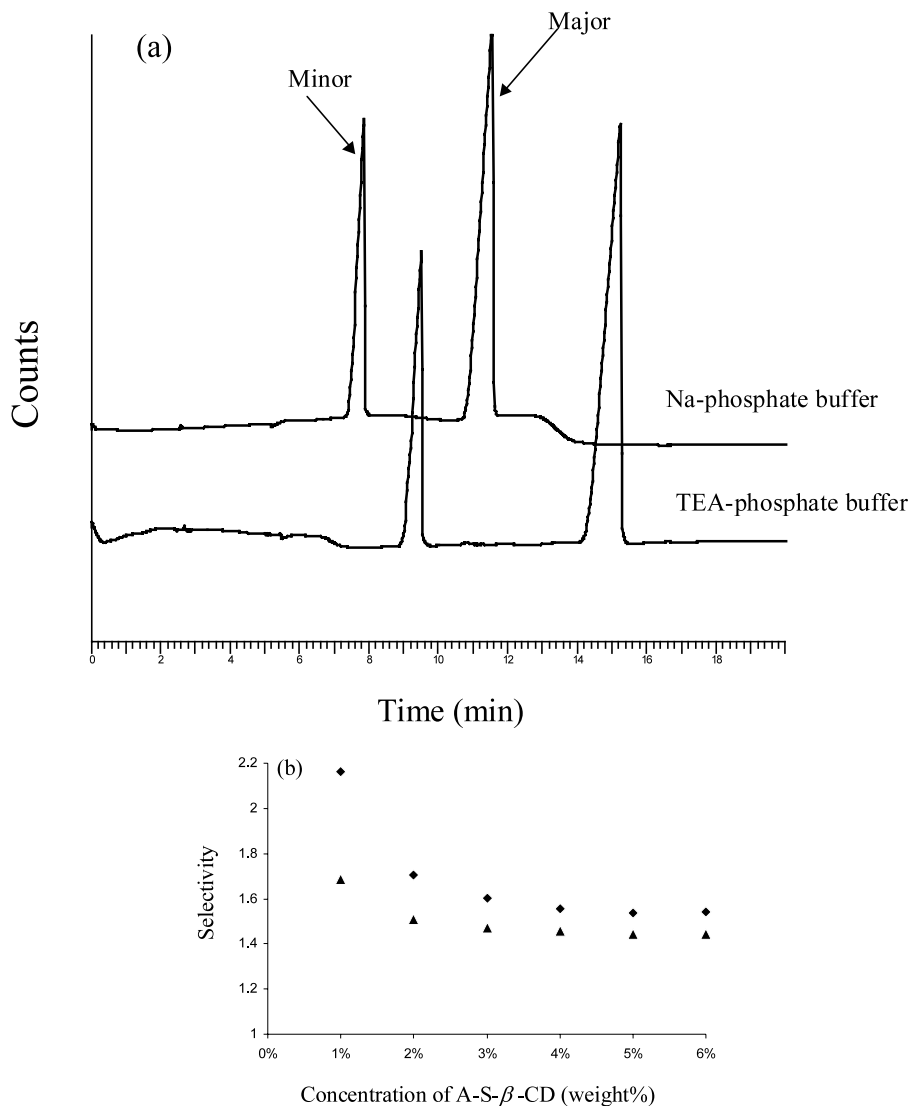 (a)
Major
Minor
Counts
Na-phosphate buffer
TEA-phosphate buffer
0 2 4 6 8 10 12 14 16 18
Time (min)
(b)
2.2
2
1.8
1.6
1.4
1.2
1
Selectivity
0% 1% 2% 3% 4% 5% 6%
Concentration of A-S-β-CD (weight%)